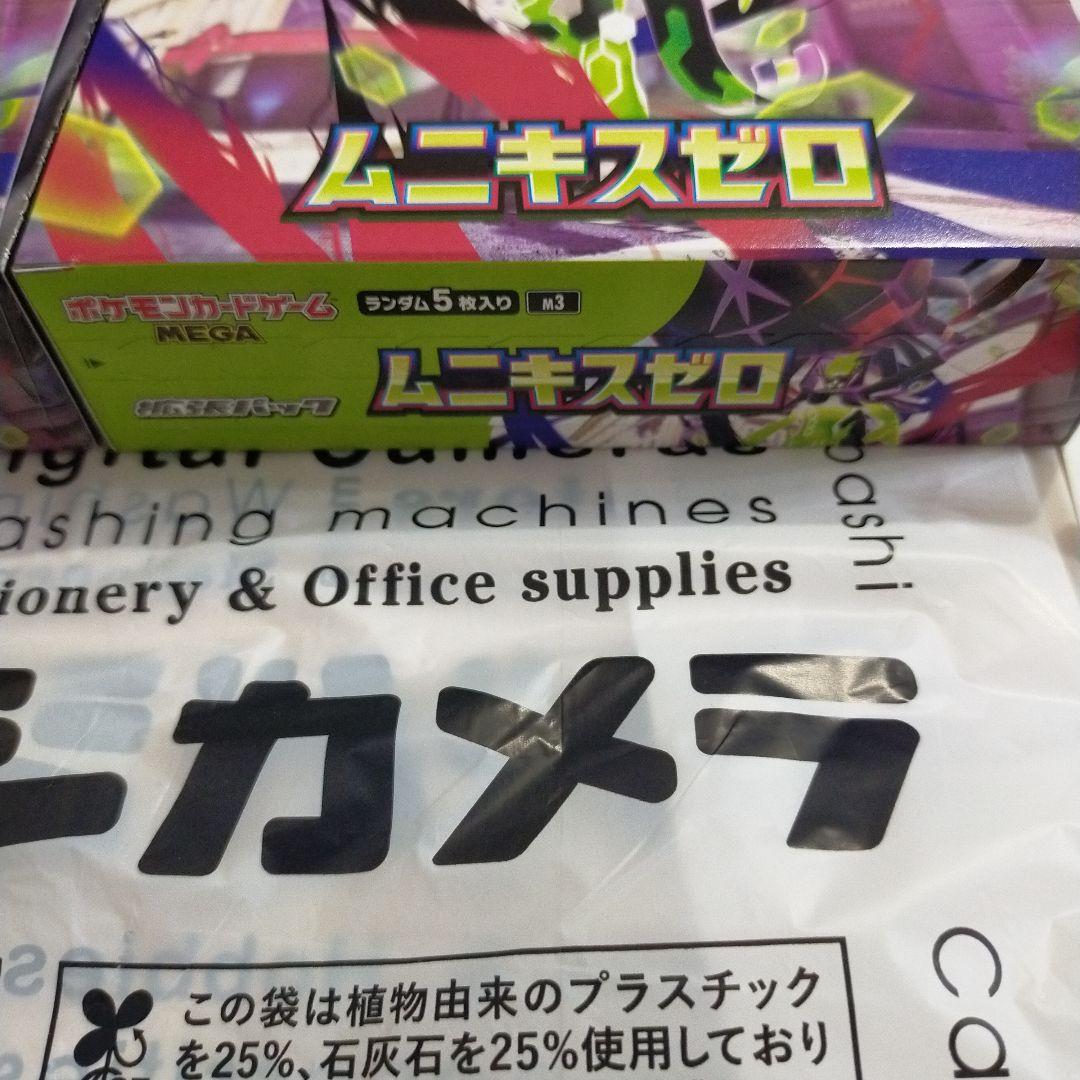 ムニキスゼロ
ポケモンカードゲーム
MEGA
ランダム5枚入り M3
拡張パック
ムニキスゼロ
ashing machines
bashi
ionery & Office supplies
カメラ
この袋は植物由来のプラスチック
を25%、石灰石を25%使用しており
Ca